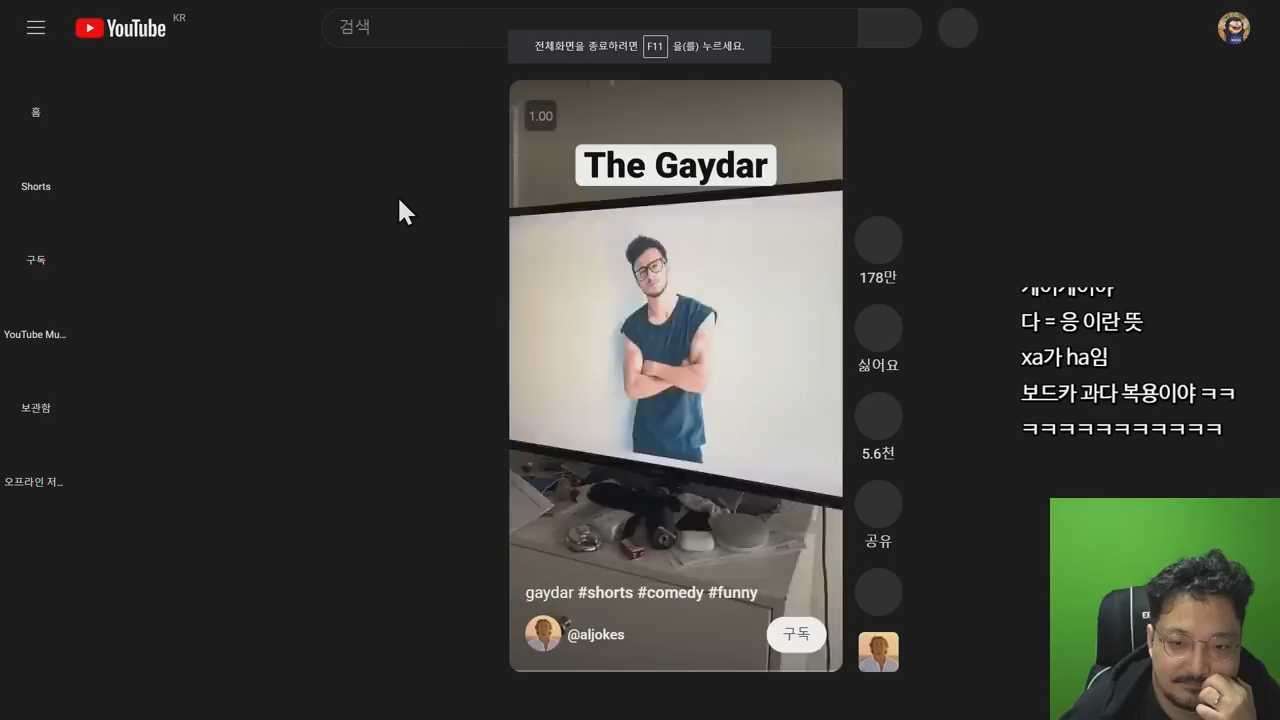 YouTube KR
검색
전체화면을 종료하려면 F11 을(를) 누르세요.
홈
Shorts
구독
YouTube Mu...
보관함
오프라인 저...
1.00
The Gaydar
gaydar #shorts #comedy #funny
@aljokes
구독
178만
싫어요
5.6천
공유
다 = 응 이란 뜻
xa가 ha임
보드카 과다 복용이야 ㅋㅋ
ㅋㅋㅋㅋㅋㅋㅋㅋㅋㅋㅋ